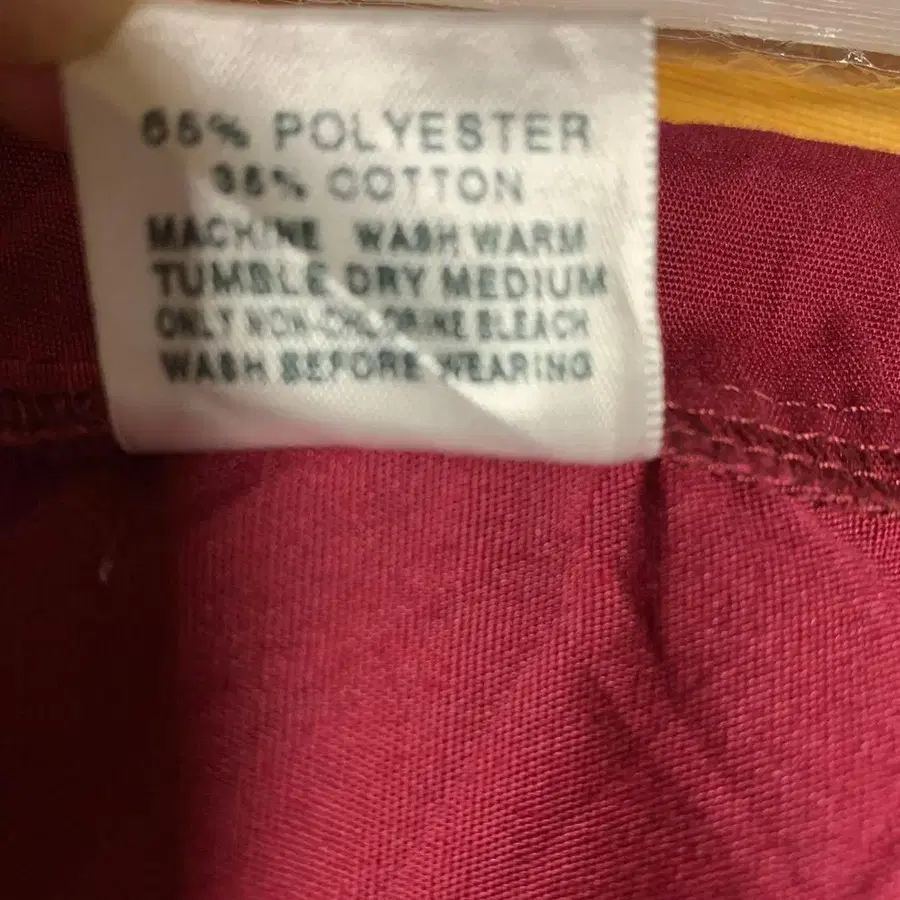 65% POLYESTER
35% COTTON
MACHINE WASH WARM
TUMBLE DRY MEDIUM
ONLY NON-CHLORINE BLEACH
WASH BEFORE WEARING